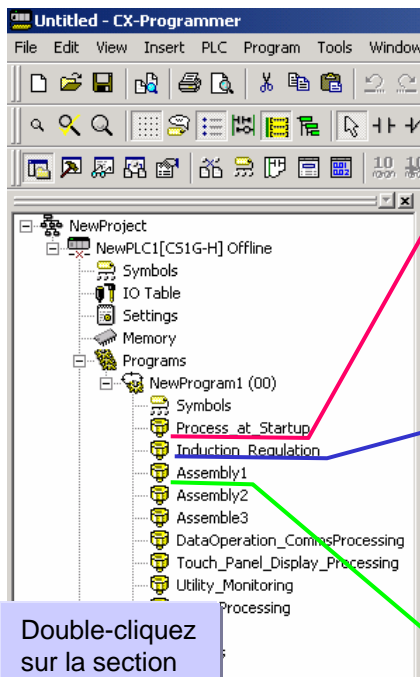 Untitled - CX-Programmer
File Edit View Insert PLC Program Tools Window
NewProject
NewPLC1[CS1G-H] Offline
Symbols
IO Table
Settings
Memory
Programs
NewProgram1 (00)
Symbols
Process_at_Startup
Induction_Regulation
Assembly1
Assembly2
Assemble3
DataOperation_CommsProcessing
Touch_Panel_Display_Processing
Utility_Monitoring
Processing
Double-cliquez
sur la section